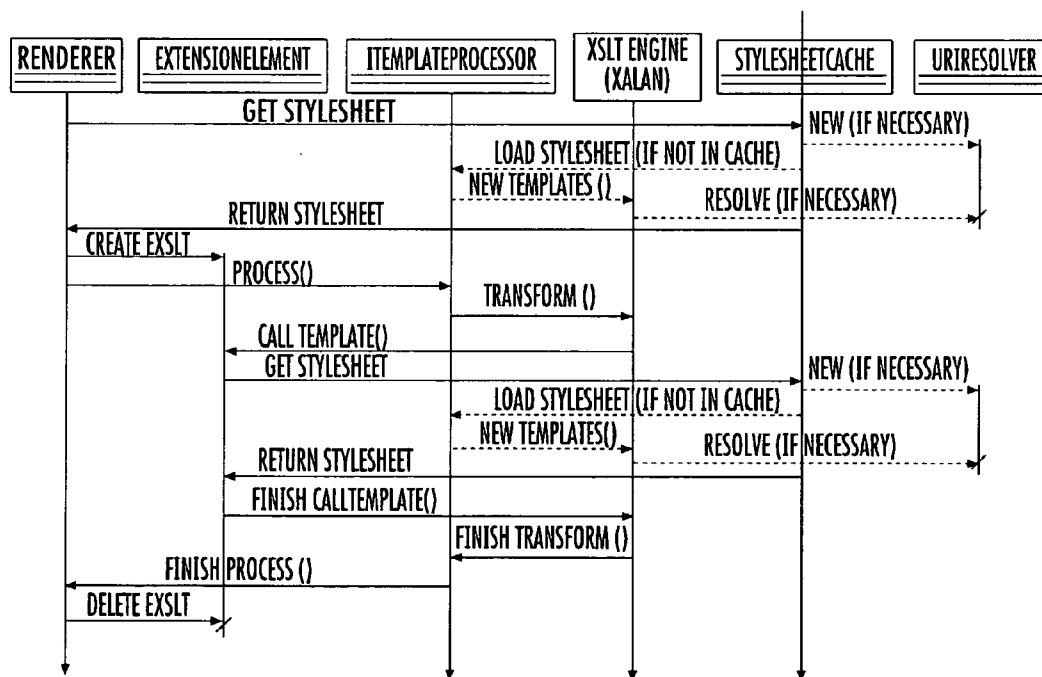 RENDERER
EXTENSIONELEMENT
ITEMPLATEPROCESSOR
XSLT ENGINE
(XALAN)
STYLESHEETCACHE
URIRESOLVER
GET STYLESHEET
NEW (IF NECESSARY)
LOAD STYLESHEET (IF NOT IN CACHE)
NEW TEMPLATES ()
RESOLVE (IF NECESSARY)
RETURN STYLESHEET
CREATE EXSLT
PROCESS()
TRANSFORM ()
CALL TEMPLATE()
GET STYLESHEET
NEW (IF NECESSARY)
LOAD STYLESHEET (IF NOT IN CACHE)
NEW TEMPLATES()
RESOLVE (IF NECESSARY)
RETURN STYLESHEET
FINISH CALLTEMPLATE()
FINISH TRANSFORM ()
FINISH PROCESS ()
DELETE EXSLT